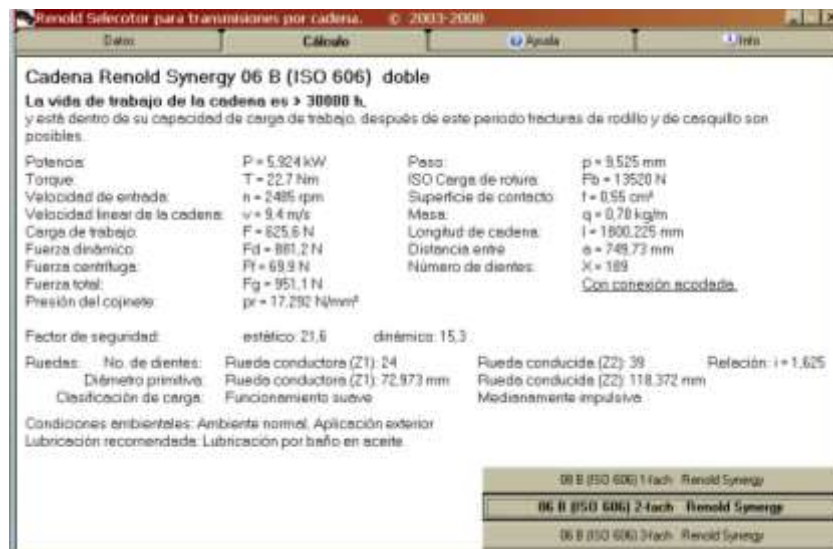 Renold Selecotor para transmisiones por cadena. © 2003-2008
Datos Cálculo Ayuda Info
Cadena Renold Synergy 06 B (ISO 606) doble
La vida de trabajo de la cadena es > 30000 h,
y está dentro de su capacidad de carga de trabajo, después de este periodo fracturas de rodillo y de casquillo son
posibles.
Potencia: P = 5,924 kW Paso: p = 9,525 mm
Torque: T = 22,7 Nm ISO Carga de rotura: Fb = 13520 N
Velocidad de entrada: n = 2485 rpm Superficie de contacto: f = 0,55 cm²
Velocidad linear de la cadena: v = 9,4 m/s Masa: q = 0,78 kg/m
Carga de trabajo: F = 625,6 N Longitud de cadena: l = 1800,225 mm
Fuerza dinámico: Fd = 881,2 N Distancia entre a = 749,73 mm
Fuerza centrífuga: Ff = 69,9 N Número de dientes: X = 189
Fuerza total: Fg = 951,1 N Con conexión acodada.
Presión del cojinete: pr = 17,292 N/mm²
Factor de seguridad: estático: 21,6 dinámico: 15,3
Ruedas: No. de dientes: Rueda conductora (Z1): 24 Rueda conducida (Z2): 39 Relación: i = 1,625
Diámetro primitiva: Rueda conductora (Z1): 72,973 mm Rueda conducida (Z2): 118,372 mm
Clasificación de carga: Funcionamiento suave Medianamente impulsiva
Condiciones ambientales: Ambiente normal, Aplicación exterior
Lubricación recomendada: Lubricación por baño en aceite
06 B (ISO 606) 1-fach Renold Synergy
06 B (ISO 606) 2-fach Renold Synergy
06 B (ISO 606) 3-fach Renold Synergy